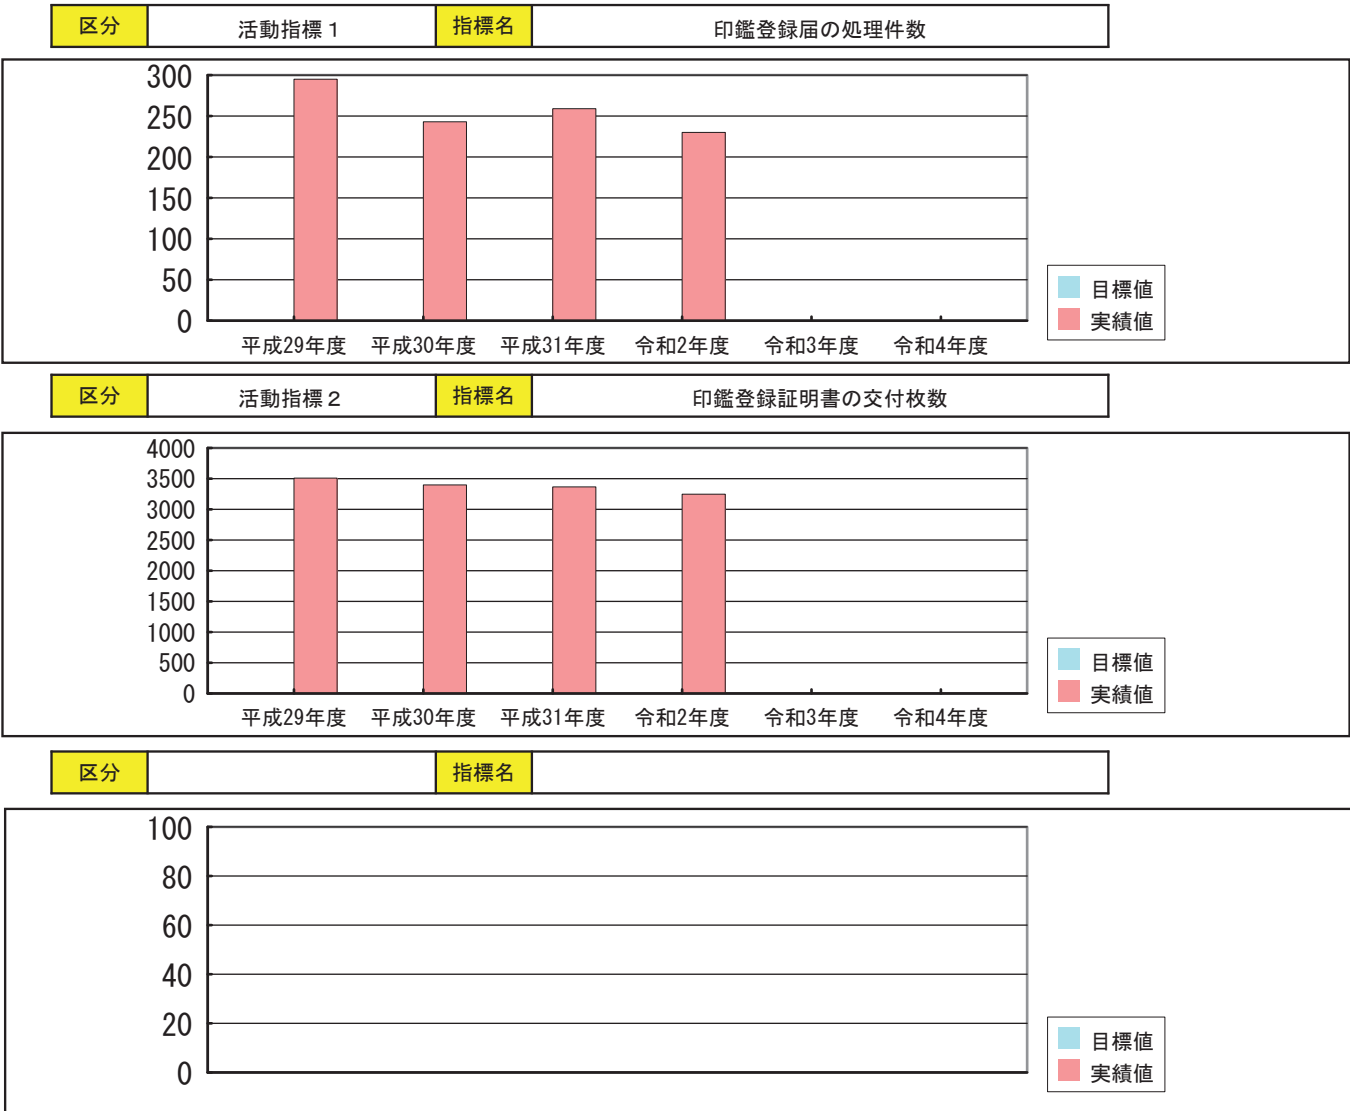 区分 活動指標１ 指標名 印鑑登録届の処理件数
300
250
200
150
100
50
0
平成29年度 平成30年度 平成31年度 令和2年度 令和3年度 令和4年度
目標値
実績値
区分 活動指標２ 指標名 印鑑登録証明書の交付枚数
4000
3500
3000
2500
2000
1500
1000
500
0
平成29年度 平成30年度 平成31年度 令和2年度 令和3年度 令和4年度
目標値
実績値
区分 指標名
100
80
60
40
20
0
目標値
実績値